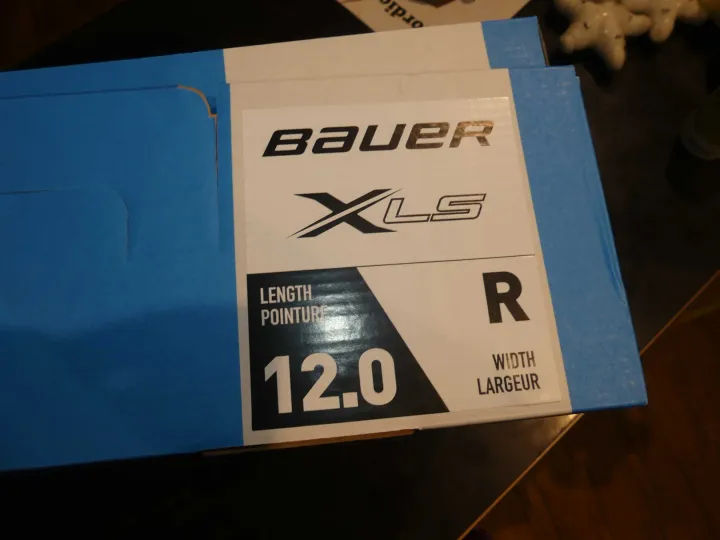 BAUER
XLS
LENGTH
POINTURE
12.0
R
WIDTH
LARGEUR